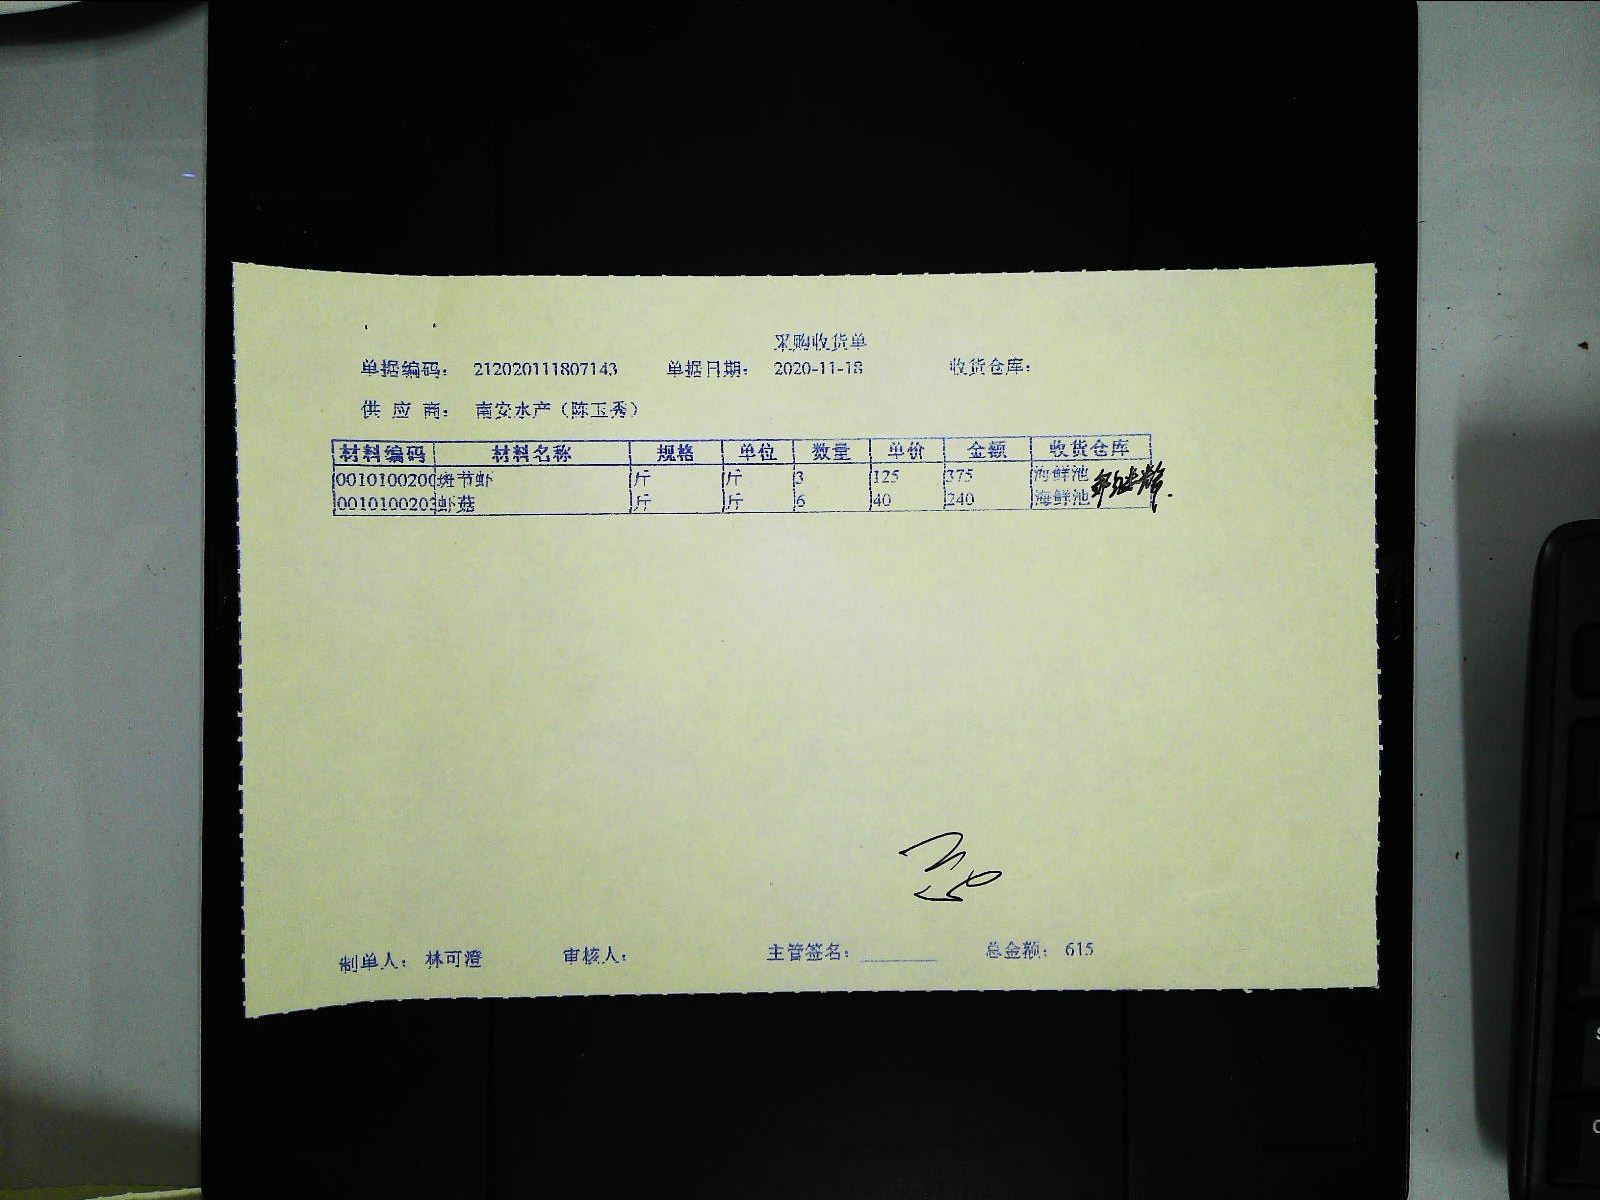 采购收货单
单据编码： 212020111807143 单据日期： 2020-11-18 收货仓库：
供 应 商： 南安水产（陈玉秀）
材料编码 材料名称 规格 单位 数量 单价 金额 收货仓库
0010100200 斑节虾 斤 斤 3 125 375 海鲜池
0010100203 虾菇 斤 斤 6 40 240 海鲜池
制单人： 林可澄 审核人： 主管签名： 总金额： 615